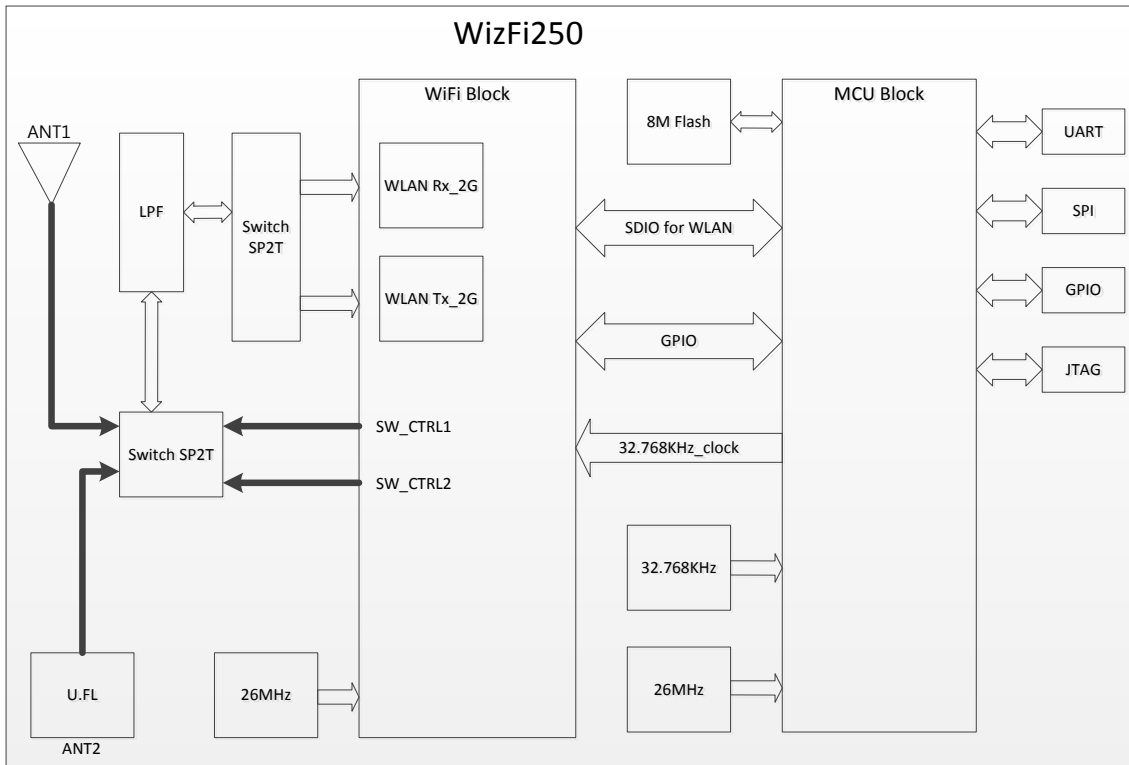 WizFi250
WiFi Block
MCU Block
8M Flash
UART
ANT1
WLAN Rx_2G
LPF
Switch
SP2T
SPI
SDIO for WLAN
WLAN Tx_2G
GPIO
GPIO
JTAG
SW_CTRL1
Switch SP2T
32.768KHz_clock
SW_CTRL2
32.768KHz
U.FL
26MHz
26MHz
ANT2